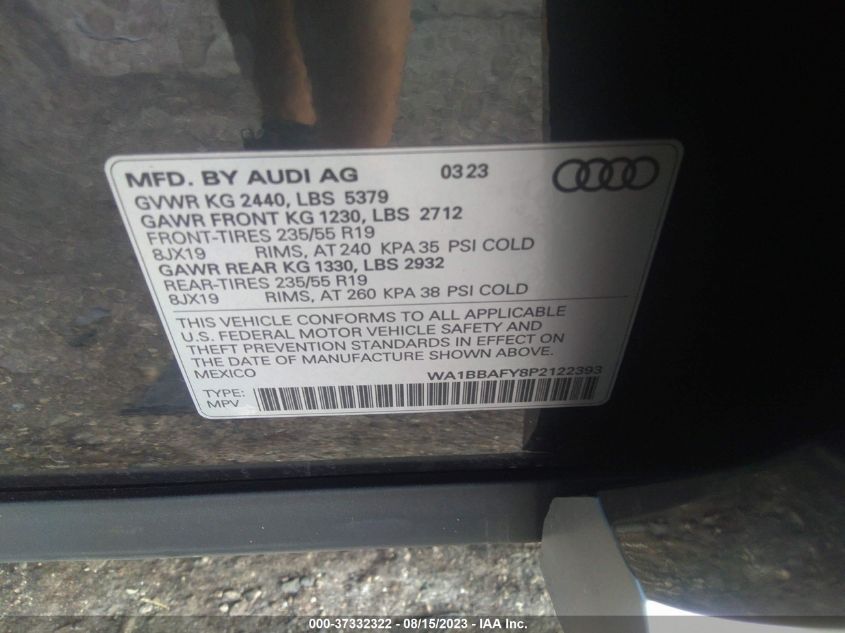 MFD. BY AUDI AG 03 23
GVWR KG 2440, LBS 5379
GAWR FRONT KG 1230, LBS 2712
FRONT-TIRES 235/55 R19
8JX19 RIMS, AT 240 KPA 35 PSI COLD
GAWR REAR KG 1330, LBS 2932
REAR-TIRES 235/55 R19
8JX19 RIMS, AT 260 KPA 38 PSI COLD
THIS VEHICLE CONFORMS TO ALL APPLICABLE
U.S. FEDERAL MOTOR VEHICLE SAFETY AND
THEFT PREVENTION STANDARDS IN EFFECT ON
THE DATE OF MANUFACTURE SHOWN ABOVE.
MEXICO WA1BBAFY8P2122393
TYPE:
MPV
000-37332322 - 08/15/2023 - IAA Inc.